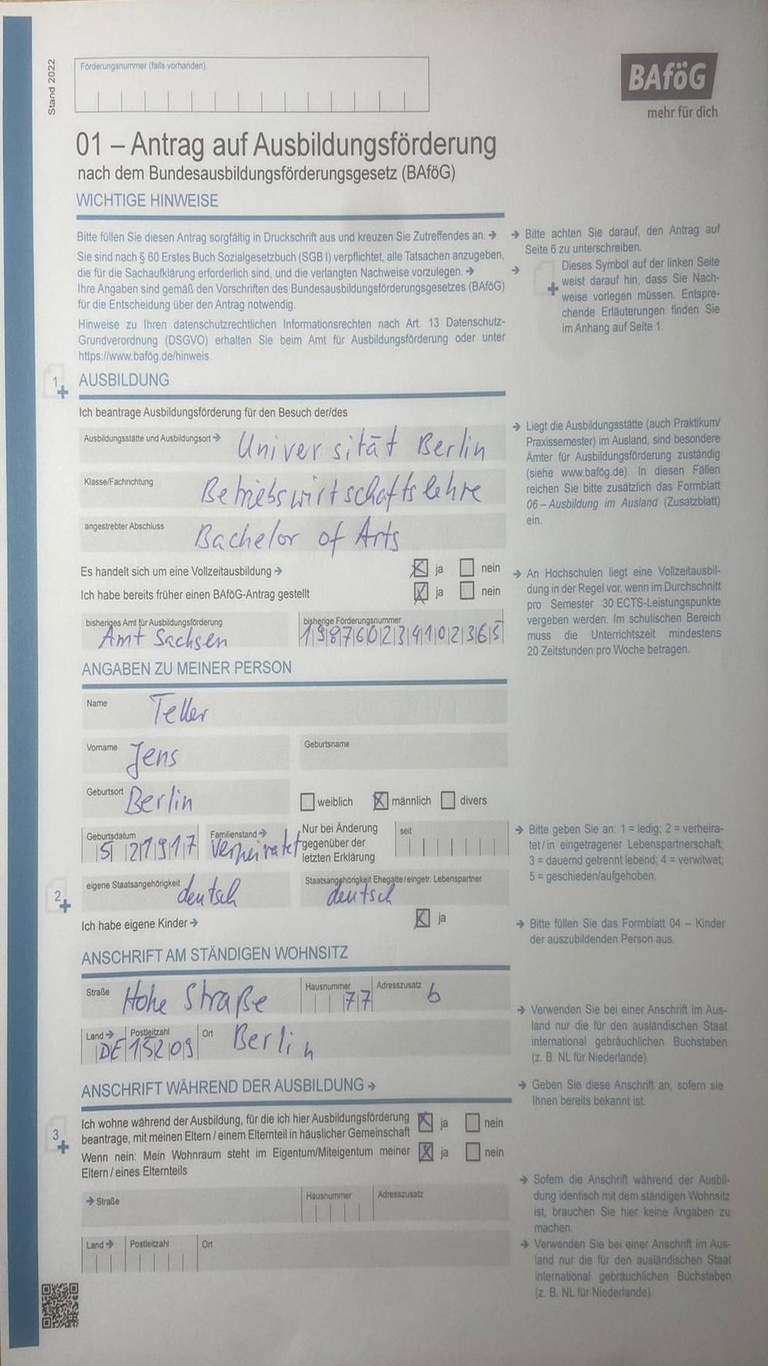 Stand 2022
Förderungsnummer (falls vorhanden)
BAföG
mehr für dich
01 – Antrag auf Ausbildungsförderung
nach dem Bundesausbildungsförderungsgesetz (BAföG)
WICHTIGE HINWEISE
Bitte füllen Sie diesen Antrag sorgfältig in Druckschrift aus und kreuzen Sie Zutreffendes an. →
Sie sind nach § 60 Erstes Buch Sozialgesetzbuch (SGB I) verpflichtet, alle Tatsachen anzugeben,
die für die Sachaufklärung erforderlich sind, und die verlangten Nachweise vorzulegen. →
Ihre Angaben sind gemäß den Vorschriften des Bundesausbildungsförderungsgesetzes (BAföG)
für die Entscheidung über den Antrag notwendig.
Hinweise zu Ihren datenschutzrechtlichen Informationsrechten nach Art. 13 Datenschutz-
Grundverordnung (DSGVO) erhalten Sie beim Amt für Ausbildungsförderung oder unter
https://www.bafög.de/hinweis.
→ Bitte achten Sie darauf, den Antrag auf
Seite 6 zu unterschreiben.
→ Dieses Symbol auf der linken Seite
weist darauf hin, dass Sie Nach-
weise vorlegen müssen. Entspre-
chende Erläuterungen finden Sie
im Anhang auf Seite 1.
1 AUSBILDUNG
Ich beantrage Ausbildungsförderung für den Besuch der/des
Ausbildungsstätte und Ausbildungsort → Universität Berlin
Klasse/Fachrichtung Betriebswirtschaftslehre
angestrebter Abschluss Bachelor of Arts
Es handelt sich um eine Vollzeitausbildung → ja nein
Ich habe bereits früher einen BAföG-Antrag gestellt ja nein
bisheriges Amt für Ausbildungsförderung bisherige Förderungsnummer
Amt Sachsen 198760234102365
→ Liegt die Ausbildungsstätte (auch Praktikum/
Praxissemester) im Ausland, sind besondere
Ämter für Ausbildungsförderung zuständig
(siehe www.bafög.de). In diesen Fällen
reichen Sie bitte zusätzlich das Formblatt
06 – Ausbildung im Ausland (Zusatzblatt)
ein.
→ An Hochschulen liegt eine Vollzeitausbil-
dung in der Regel vor, wenn im Durchschnitt
pro Semester 30 ECTS-Leistungspunkte
vergeben werden. Im schulischen Bereich
muss die Unterrichtszeit mindestens
20 Zeitstunden pro Woche betragen.
ANGABEN ZU MEINER PERSON
Name Teller
Vorname Jens Geburtsname
Geburtsort Berlin weiblich männlich divers
Geburtsdatum Familienstand → Nur bei Änderung seit
5 2 1917 verheiratet gegenüber der
letzten Erklärung
2 eigene Staatsangehörigkeit deutsch Staatsangehörigkeit Ehegatte/eingetr. Lebenspartner
deutsch
Ich habe eigene Kinder → ja
→ Bitte geben Sie an: 1 = ledig; 2 = verheira-
tet / in eingetragener Lebenspartnerschaft;
3 = dauernd getrennt lebend; 4 = verwitwet;
5 = geschieden/aufgehoben.
→ Bitte füllen Sie das Formblatt 04 – Kinder
der auszubildenden Person aus.
ANSCHRIFT AM STÄNDIGEN WOHNSITZ
Straße Hohe Straße Hausnummer 77 Adresszusatz b
Land → DE Postleitzahl 15209 Ort Berlin
→ Verwenden Sie bei einer Anschrift im Aus-
land nur die für den ausländischen Staat
international gebräuchlichen Buchstaben
(z. B. NL für Niederlande).
ANSCHRIFT WÄHREND DER AUSBILDUNG →
→ Geben Sie diese Anschrift an, sofern sie
Ihnen bereits bekannt ist.
3 Ich wohne während der Ausbildung, für die ich hier Ausbildungsförderung ja nein
beantrage, mit meinen Eltern / einem Elternteil in häuslicher Gemeinschaft
Wenn nein: Mein Wohnraum steht im Eigentum/Miteigentum meiner ja nein
Eltern / eines Elternteils
→ Straße Hausnummer Adresszusatz
Land → Postleitzahl Ort
→ Sofern die Anschrift während der Ausbil-
dung identisch mit dem ständigen Wohnsitz
ist, brauchen Sie hier keine Angaben zu
machen.
→ Verwenden Sie bei einer Anschrift im Aus-
land nur die für den ausländischen Staat
international gebräuchlichen Buchstaben
(z. B. NL für Niederlande).